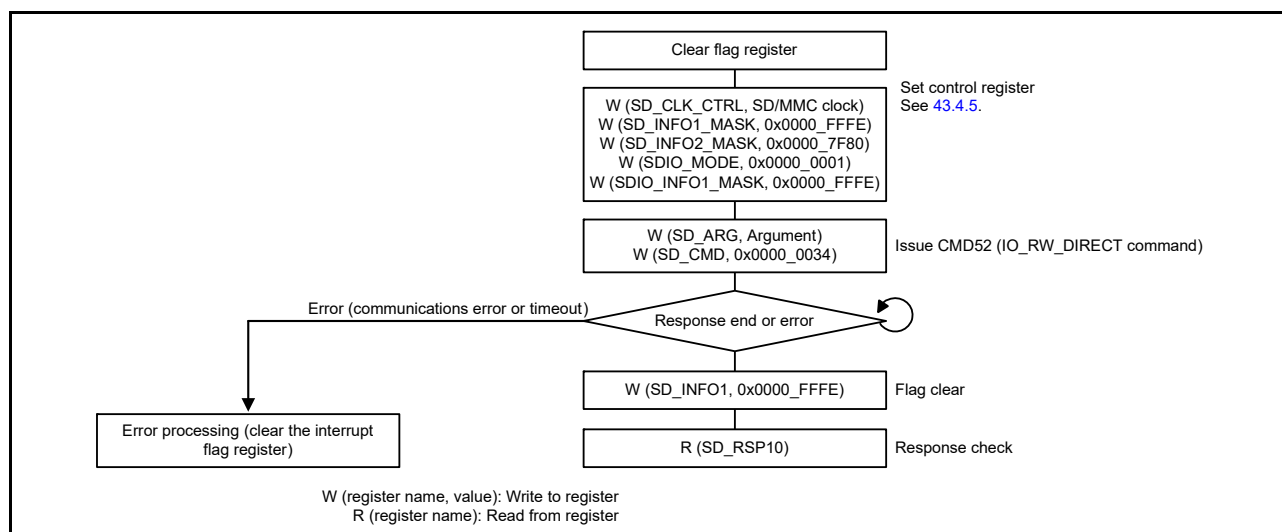 Clear flag register
Set control register
See 43.4.5.
W (SD_CLK_CTRL, SD/MMC clock)
W (SD_INFO1_MASK, 0x0000_FFFE)
W (SD_INFO2_MASK, 0x0000_7F80)
W (SDIO_MODE, 0x0000_0001)
W (SDIO_INFO1_MASK, 0x0000_FFFE)
W (SD_ARG, Argument)
W (SD_CMD, 0x0000_0034)
Issue CMD52 (IO_RW_DIRECT command)
Error (communications error or timeout)
Response end or error
W (SD_INFO1, 0x0000_FFFE)
Flag clear
Error processing (clear the interrupt
flag register)
R (SD_RSP10)
Response check
W (register name, value): Write to register
R (register name): Read from register